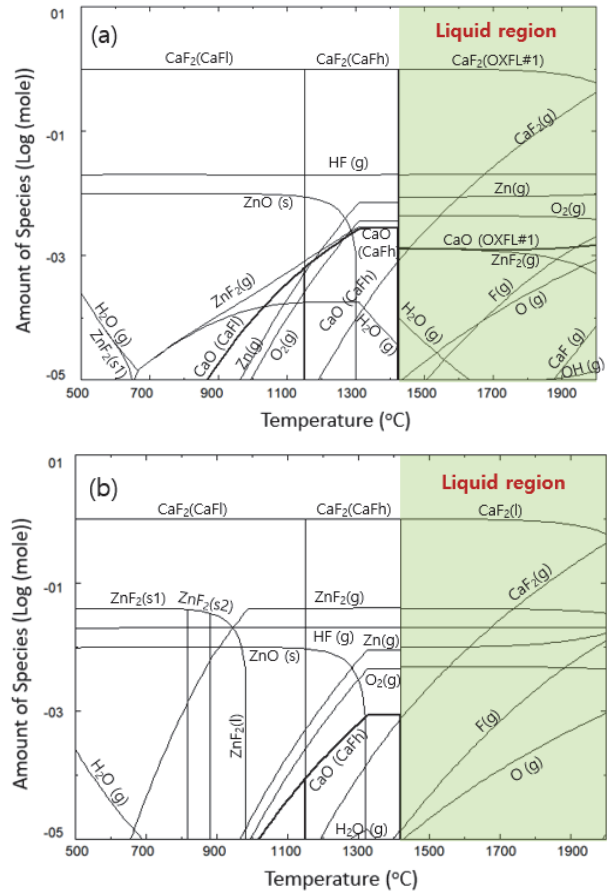 (a)
Liquid region
CaF₂(CaFl)
CaF₂(CaFh)
CaF₂(OXFL#1)
CaF₂(g)
HF (g)
ZnO (s)
Zn(g)
O₂(g)
CaO
(CaFh)
CaO (OXFL#1)
ZnF₂(g)
ZnF₂(g)
H₂O (g)
ZnF₂(s1)
CaO (CaFl)
Zn(g)
O₂(g)
CaO (CaFh)
H₂O(g)
H₂O (g)
F(g)
O (g)
CaF (g)
OH (g)
-01
-03
-05
500 700 900 1100 1300 1500 1700 1900
Amount of Species (Log (mole))
Temperature (°C)
(b)
Liquid region
CaF₂(CaFl)
CaF₂(CaFh)
CaF₂(l)
ZnF₂(s1)
ZnF₂(s2)
ZnF₂(g)
CaF₂(g)
HF (g)
Zn(g)
ZnO (s)
O₂(g)
ZnF₂(l)
CaO (CaFh)
F(g)
O (g)
H₂O (g)
H₂O (g)
-01
-03
-05
500 700 900 1100 1300 1500 1700 1900
Amount of Species (Log (mole))
Temperature (°C)